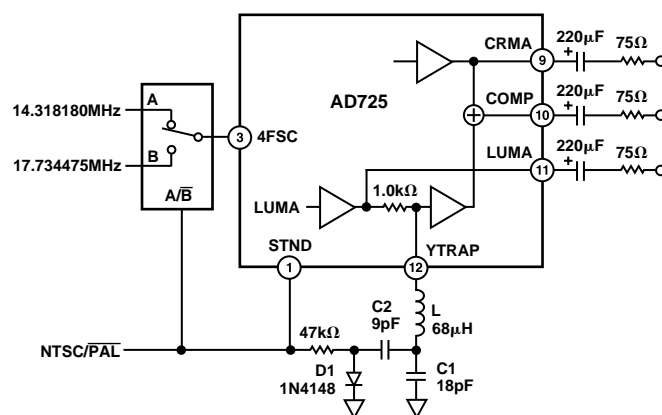 CRMA
9
220μF
+
75Ω
AD725
A
14.318180MHz
3
4FSC
COMP
10
220μF
+
75Ω
B
17.734475MHz
LUMA
11
220μF
+
75Ω
A/B̅
LUMA
1.0kΩ
STND
1
YTRAP
12
C2
9pF
L
68μH
47kΩ
NTSC/P̅A̅L̅
D1
1N4148
C1
18pF